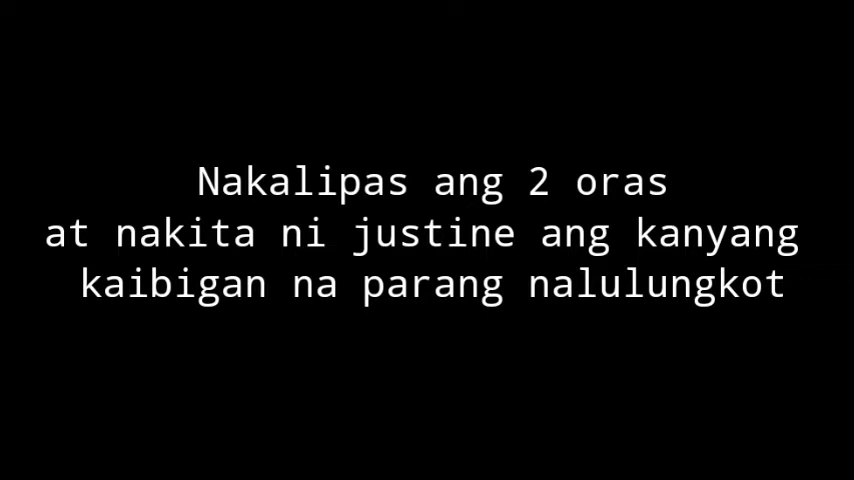 Nakalipas ang 2 oras
at nakita ni justine ang kanyang
kaibigan na parang nalulungkot